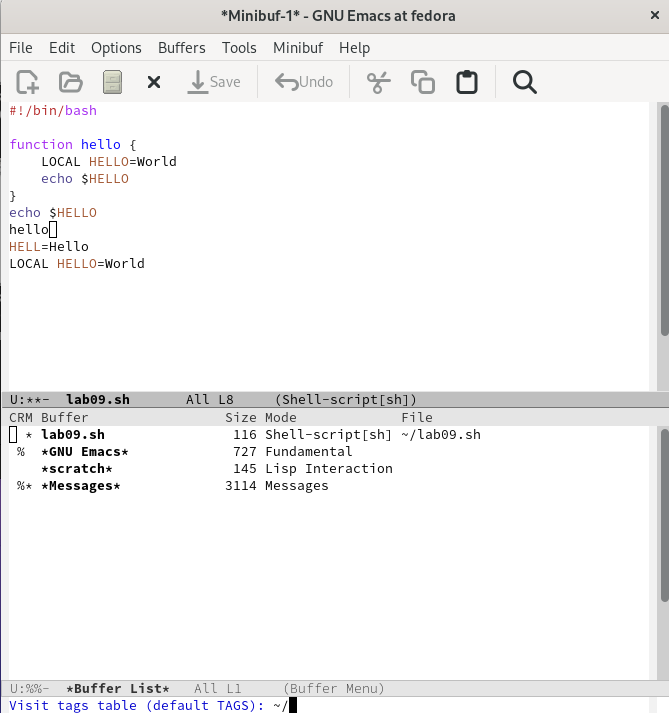 *Minibuf-1* - GNU Emacs at fedora
File Edit Options Buffers Tools Minibuf Help
Save Undo
#!/bin/bash
function hello {
    LOCAL HELLO=World
    echo $HELLO
}
echo $HELLO
hello
HELL=Hello
LOCAL HELLO=World
U:**-  lab09.sh       All L8     (Shell-script[sh])
CRM Buffer                 Size Mode             File
  * lab09.sh                116 Shell-script[sh] ~/lab09.sh
 %  *GNU Emacs*             727 Fundamental
    *scratch*               145 Lisp Interaction
 %* *Messages*             3114 Messages
U:%%-  *Buffer List*   All L1     (Buffer Menu)
Visit tags table (default TAGS): ~/